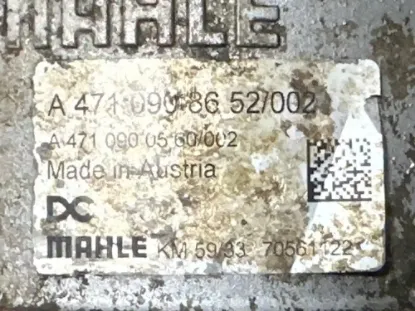 MAHLE
A 471 090 86 52/002
A 471 090 05 60/002
Made in Austria
DC
MAHLE KM 59/33 70561122